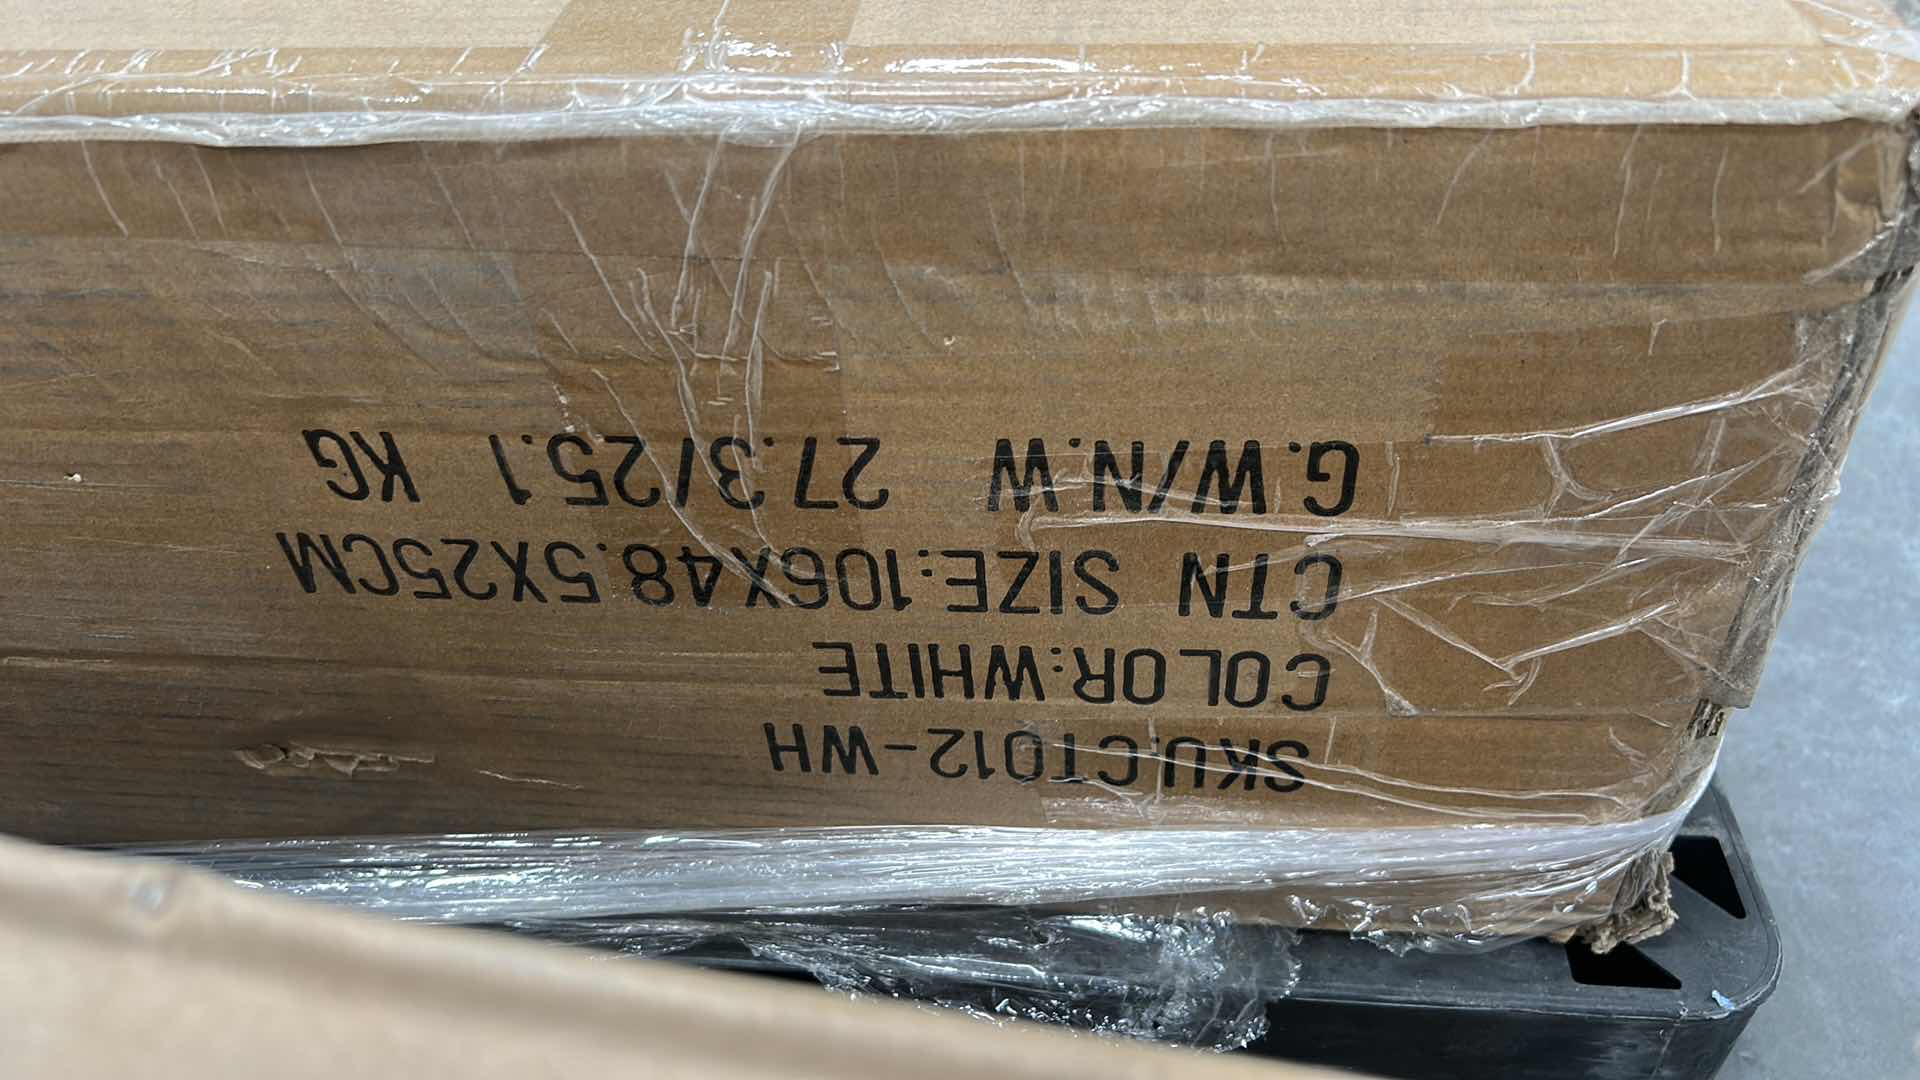 SKU:CT012-WH
COLOR:WHITE
CTN SIZE:106X48.5X25CM
G.W/N.W 27.3/25.1 KG